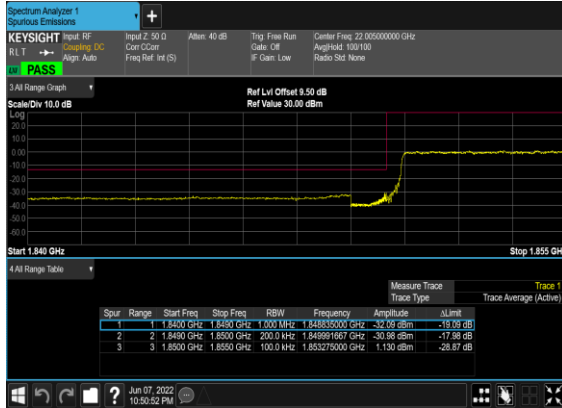 Spectrum Analyzer 1
Spurious Emissions
+
KEYSIGHT Input: RF Input Z: 50 Ω Atten: 40 dB Trig: Free Run Center Freq: 22.005000000 GHz
RLT Coupling: DC Corr CCorr Gate: Off Avg|Hold: 100/100
Align: Auto Freq Ref: Int (S) IF Gain: Low Radio Std: None
PASS
3 All Range Graph
Ref Lvl Offset 9.50 dB
Scale/Div 10.0 dB Ref Value 30.00 dBm
Log
20.0
10.0
0.00
-10.0
-20.0
-30.0
-40.0
-50.0
Start 1.840 GHz Stop 1.855 GH
4 All Range Table
Measure Trace Trace 1
Trace Type Trace Average (Active)
Spur Range Start Freq Stop Freq RBW Frequency Amplitude ΔLimit
1 1 1.8400 GHz 1.8490 GHz 1.000 MHz 1.848835000 GHz -32.09 dBm -19.09 dB
2 2 1.8490 GHz 1.8500 GHz 200.0 kHz 1.849991667 GHz -30.98 dBm -17.98 dB
3 3 1.8500 GHz 1.8550 GHz 100.0 kHz 1.853275000 GHz 1.130 dBm -28.87 dB
?
Jun 07, 2022
10:50:52 PM